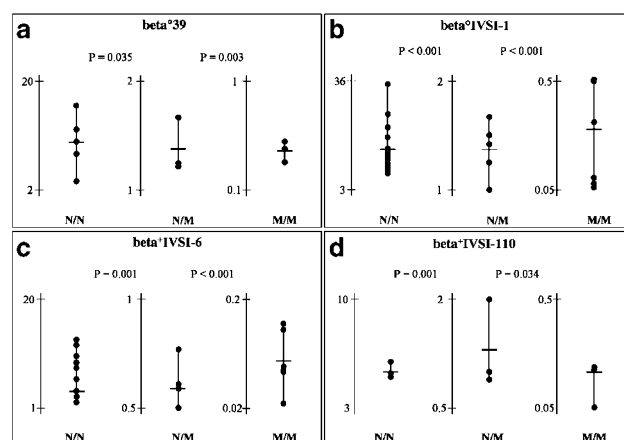 a
beta°39
P = 0.035
P = 0.003
20
2
1
2
1
0.1
N/N
N/M
M/M
b
beta°IVSI-1
P < 0.001
P < 0.001
36
2
0.5
3
1
0.05
N/N
N/M
M/M
c
beta⁺IVSI-6
P = 0.001
P < 0.001
20
1
0.2
1
0.5
0.02
N/N
N/M
M/M
d
beta⁺IVSI-110
P = 0.001
P = 0.034
10
2
0.5
3
0.5
0.05
N/N
N/M
M/M